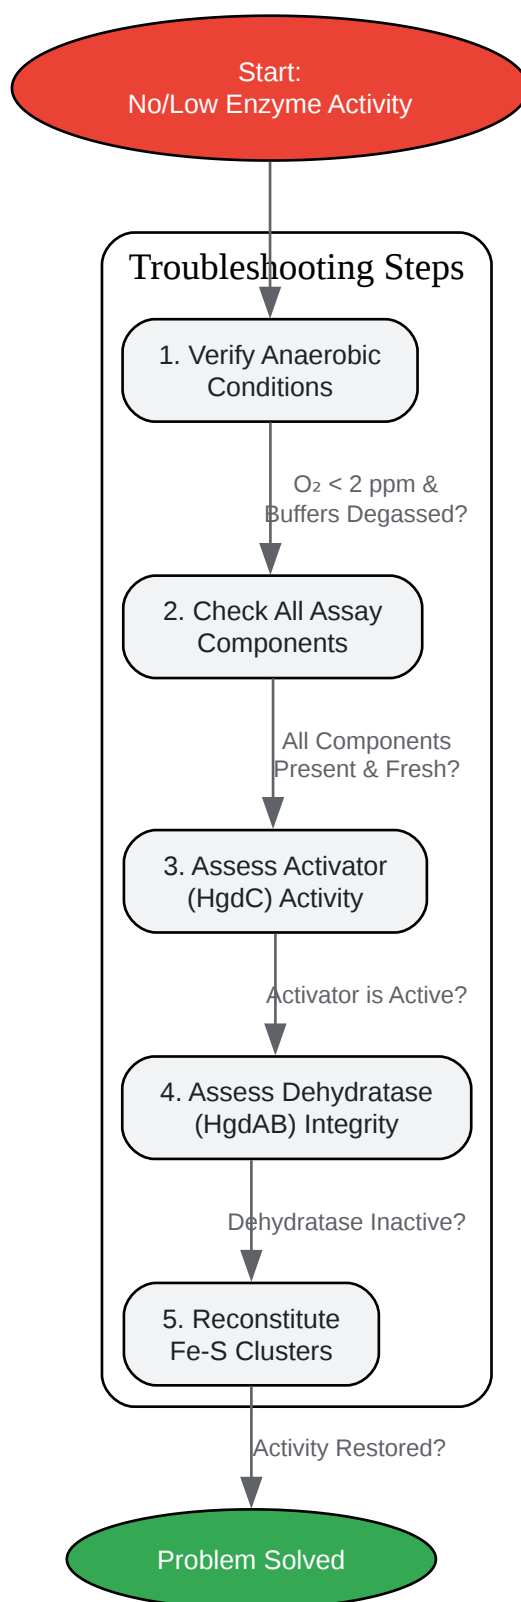 Start:
No/Low Enzyme Activity
Troubleshooting Steps
1. Verify Anaerobic
Conditions
O₂ < 2 ppm &
Buffers Degassed?
2. Check All Assay
Components
All Components
Present & Fresh?
3. Assess Activator
(HgdC) Activity
Activator is Active?
4. Assess Dehydratase
(HgdAB) Integrity
Dehydratase Inactive?
5. Reconstitute
Fe-S Clusters
Activity Restored?
Problem Solved